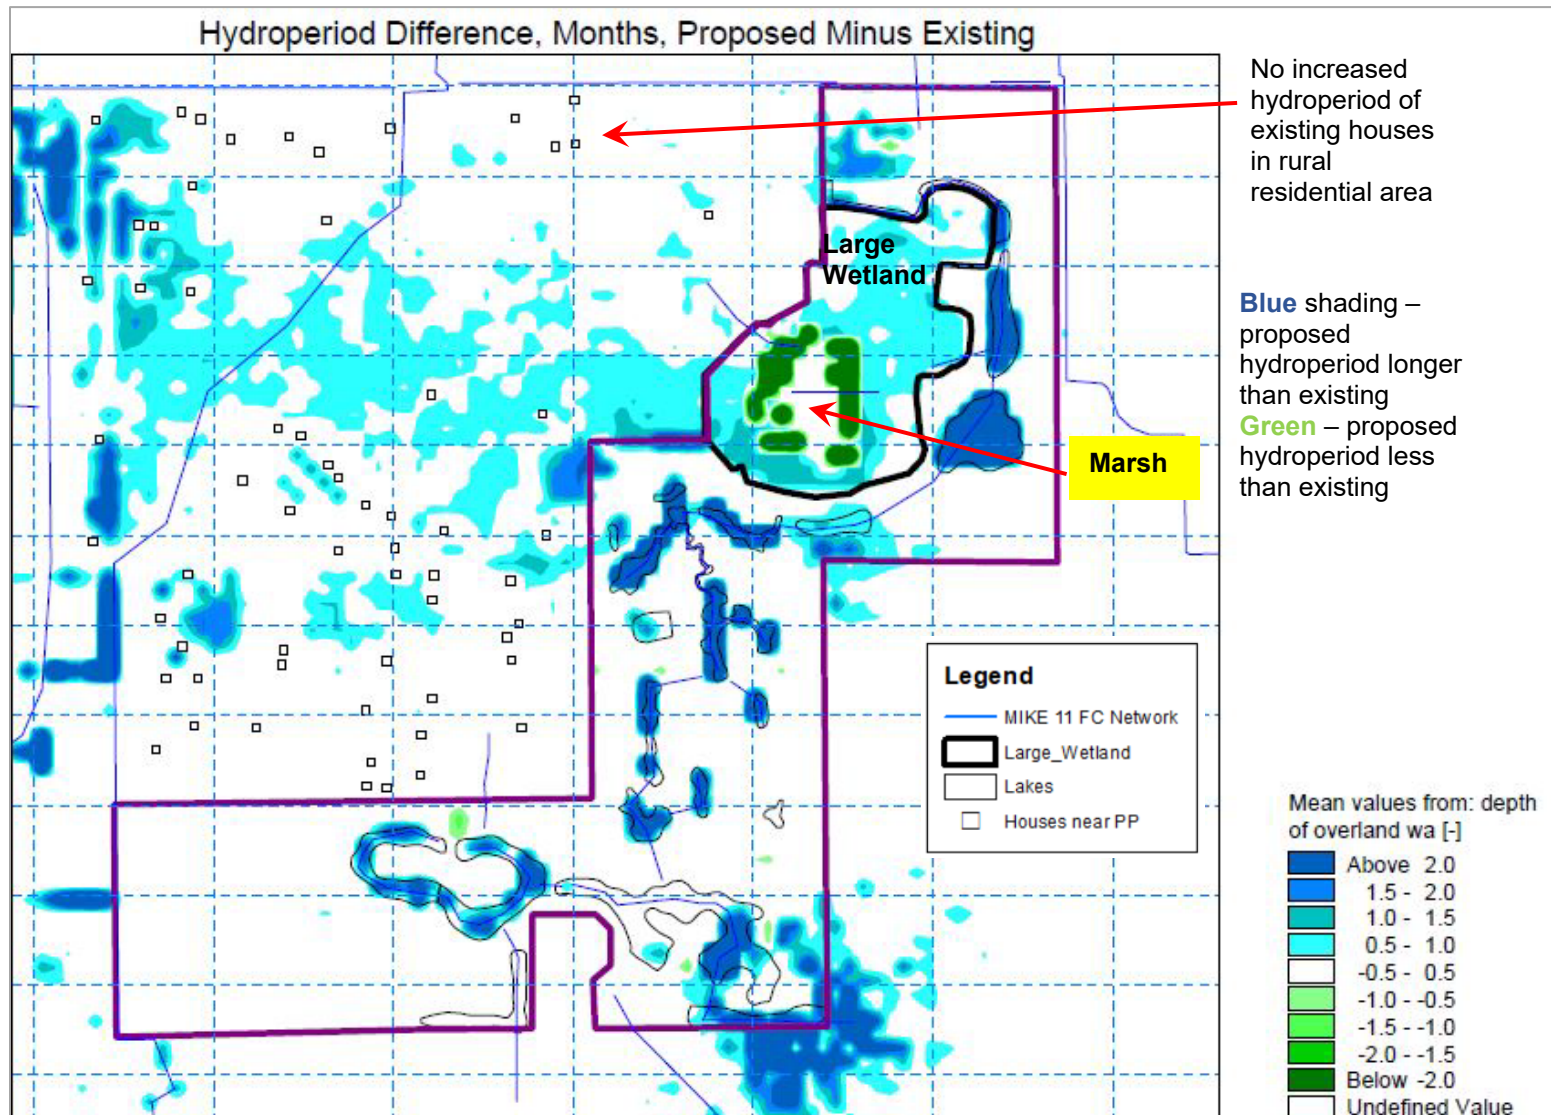 Hydroperiod Difference, Months, Proposed Minus Existing
No increased
hydroperiod of
existing houses
in rural
residential area
Large
Wetland
Blue shading –
proposed
hydroperiod longer
than existing
Green – proposed
hydroperiod less
than existing
Marsh
Legend
MIKE 11 FC Network
Large_Wetland
Lakes
Houses near PP
Mean values from: depth
of overland wa [-]
Above 2.0
1.5 - 2.0
1.0 - 1.5
0.5 - 1.0
-0.5 - 0.5
-1.0 - -0.5
-1.5 - -1.0
-2.0 - -1.5
Below -2.0
Undefined Value